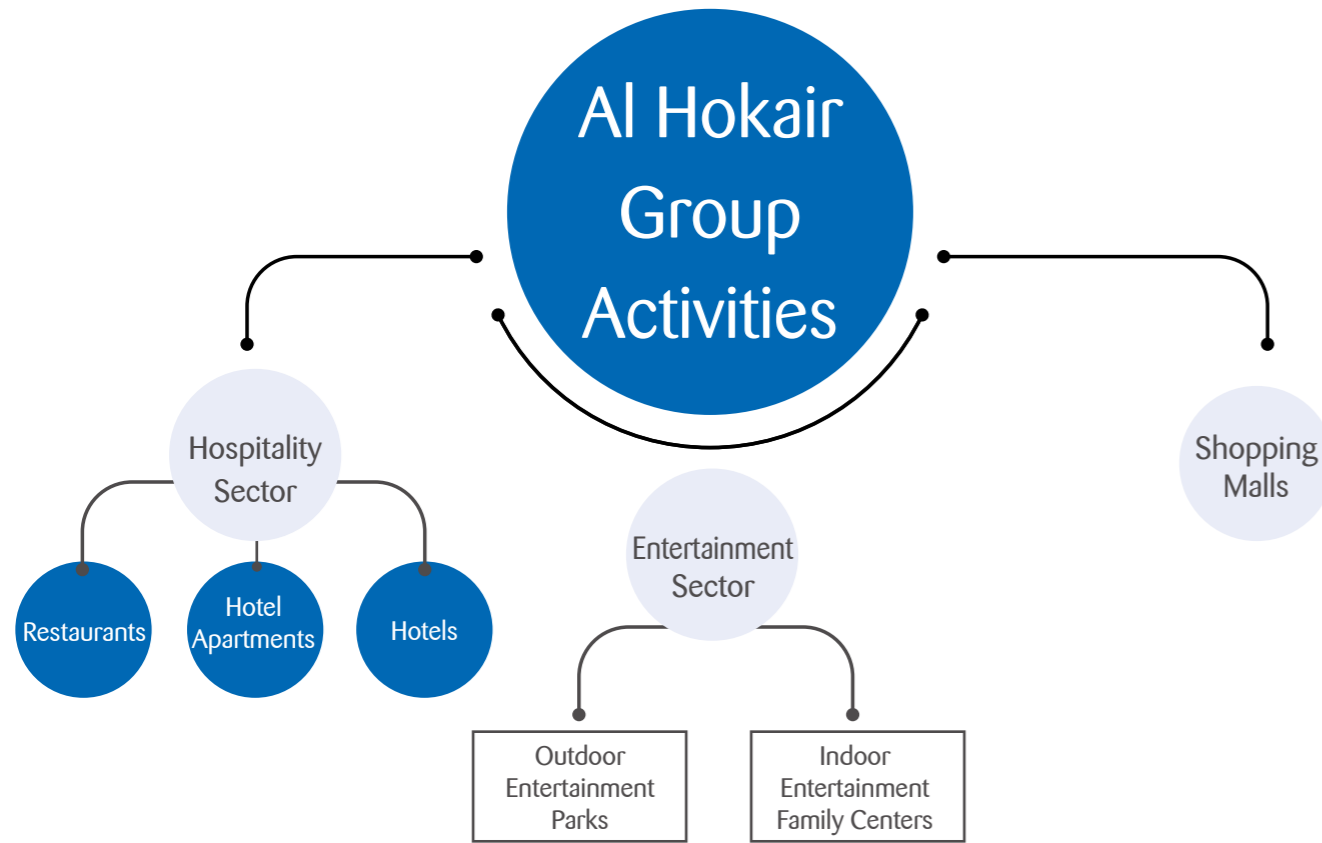 Al Hokair
Group
Activities
Hospitality
Sector
Restaurants
Hotel
Apartments
Hotels
Entertainment
Sector
Outdoor
Entertainment
Parks
Indoor
Entertainment
Family Centers
Shopping
Malls